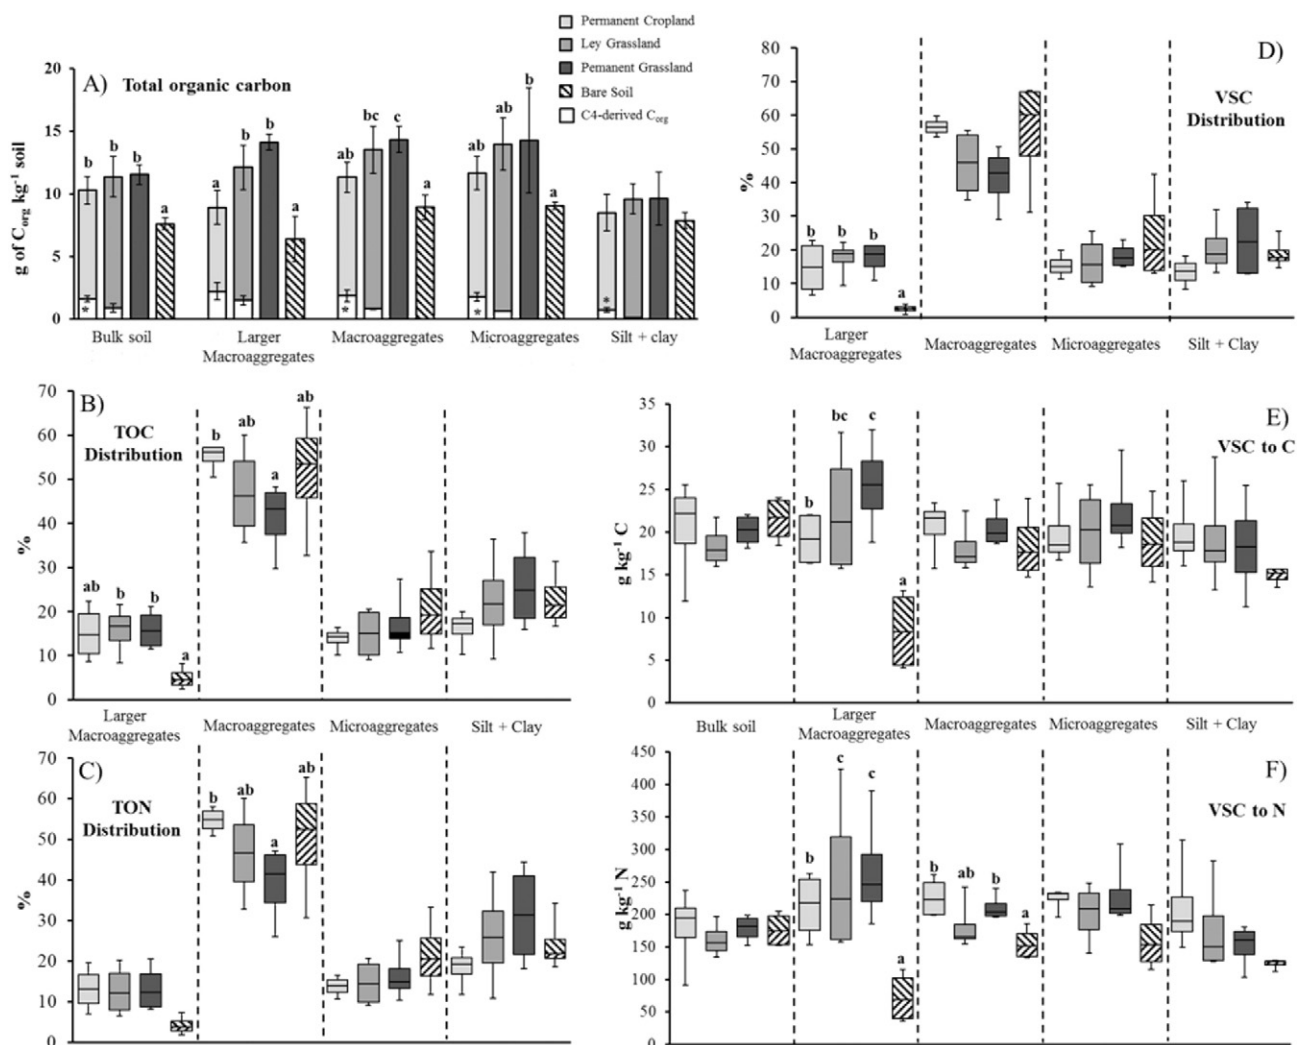 Permanent Cropland
Ley Grassland
Pemanent Grassland
Bare Soil
C4-derived Corg
A) Total organic carbon
g of Corg kg-1 soil
20
15
10
5
0
b b b a
a b b a
ab bc c a
ab ab b a
* * * *
Bulk soil
Larger
Macroaggregates
Macroaggregates
Microaggregates
Silt + clay
D)
VSC
Distribution
%
80
70
60
50
40
30
20
10
0
b b b a
Larger
Macroaggregates
Macroaggregates
Microaggregates
Silt + Clay
B)
TOC
Distribution
%
70
60
50
40
30
20
10
0
ab b b a
b ab a ab
Larger
Macroaggregates
Macroaggregates
Microaggregates
Silt + Clay
E)
VSC to C
g kg-1 C
35
30
25
20
15
10
5
0
b bc c a
Bulk soil
Larger
Macroaggregates
Macroaggregates
Microaggregates
Silt + Clay
C)
TON
Distribution
%
70
60
50
40
30
20
10
0
b ab a ab
F)
VSC to N
g kg-1 N
450
400
350
300
250
200
150
100
50
0
b c c a
b ab b a